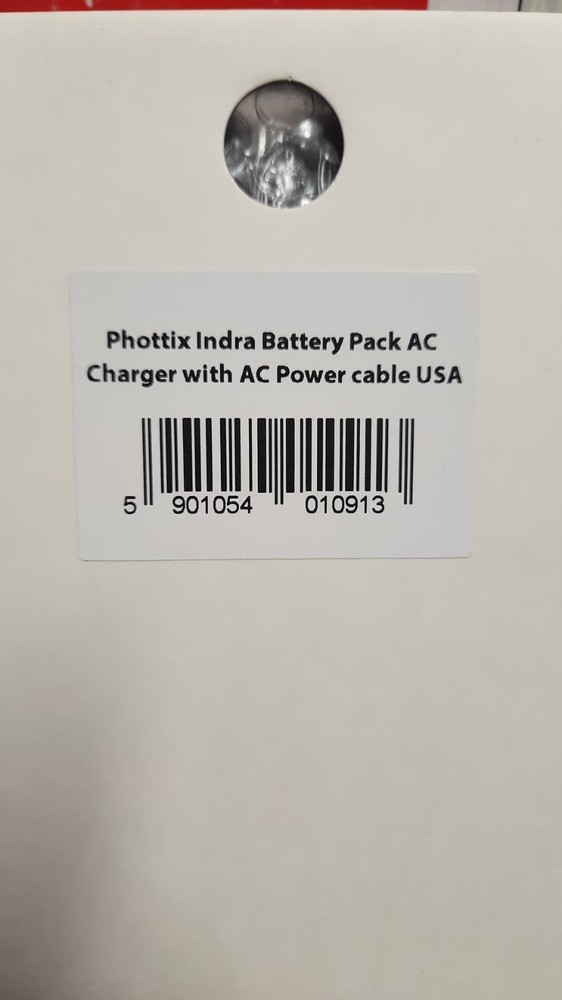 Phottix Indra Battery Pack AC
Charger with AC Power cable USA
5 901054 010913